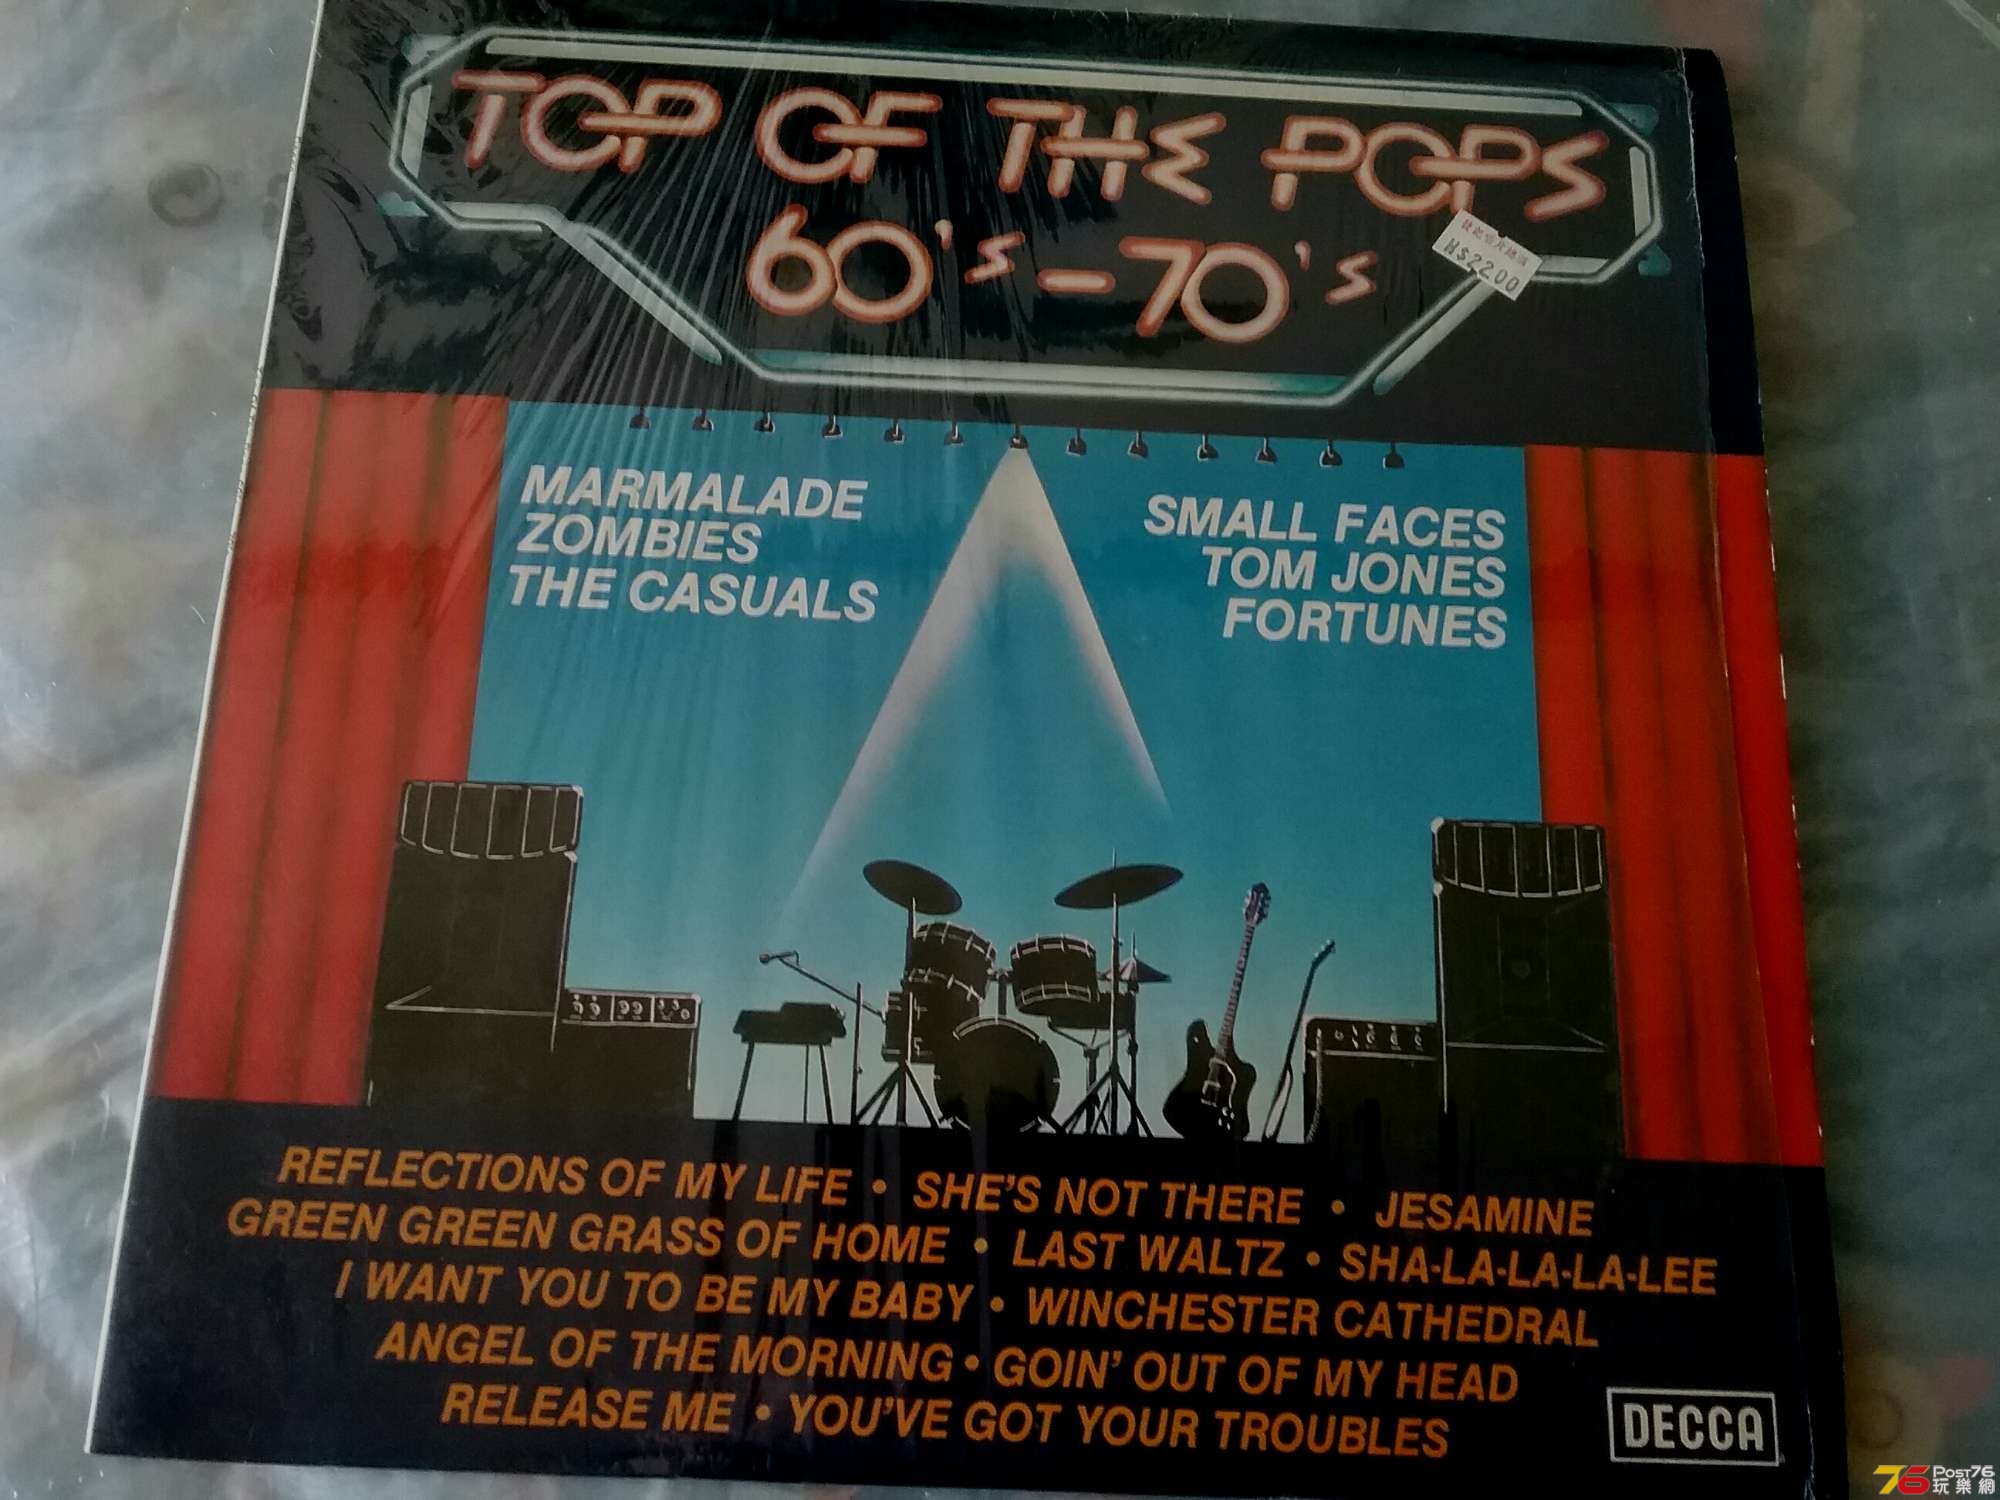 TOP OF THE POPS
60's-70's
H$22.00
MARMALADE
ZOMBIES
THE CASUALS
SMALL FACES
TOM JONES
FORTUNES
REFLECTIONS OF MY LIFE • SHE'S NOT THERE • JESAMINE
GREEN GREEN GRASS OF HOME • LAST WALTZ • SHA-LA-LA-LA-LEE
I WANT YOU TO BE MY BABY • WINCHESTER CATHEDRAL
ANGEL OF THE MORNING • GOIN' OUT OF MY HEAD
RELEASE ME • YOU'VE GOT YOUR TROUBLES
DECCA
76 Post76
玩樂網